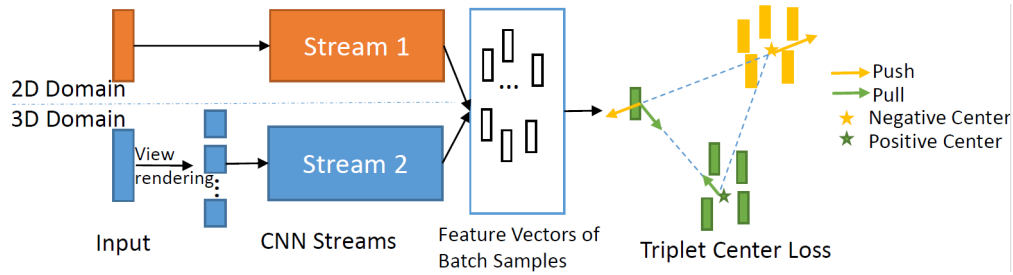 Stream 1
2D Domain
3D Domain
View
rendering
Stream 2
...
Push
Pull
Negative Center
Positive Center
Input
CNN Streams
Feature Vectors of
Batch Samples
Triplet Center Loss